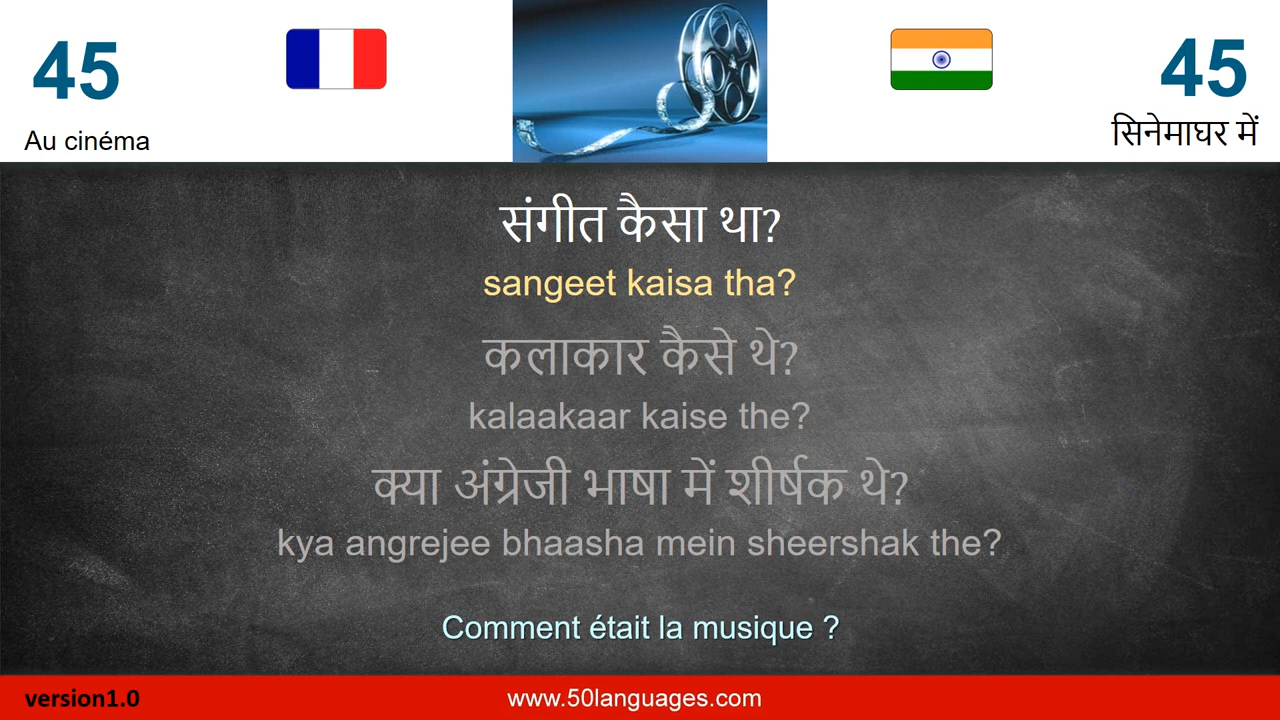 45
Au cinéma
45
सिनेमाघर में
संगीत कैसा था?
sangeet kaisa tha?
कलाकार कैसे थे?
kalaakaar kaise the?
क्या अंग्रेजी भाषा में शीर्षक थे?
kya angrejee bhaasha mein sheershak the?
Comment était la musique ?
version1.0
www.50languages.com